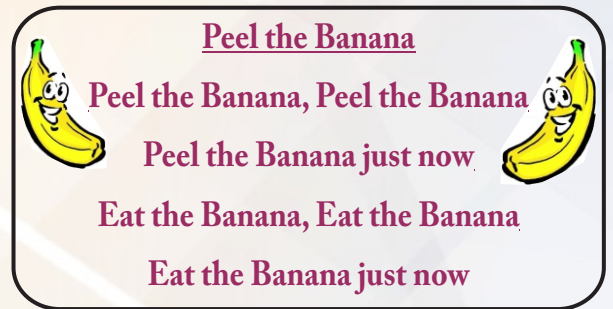 Peel the Banana
Peel the Banana, Peel the Banana
Peel the Banana just now
Eat the Banana, Eat the Banana
Eat the Banana just now